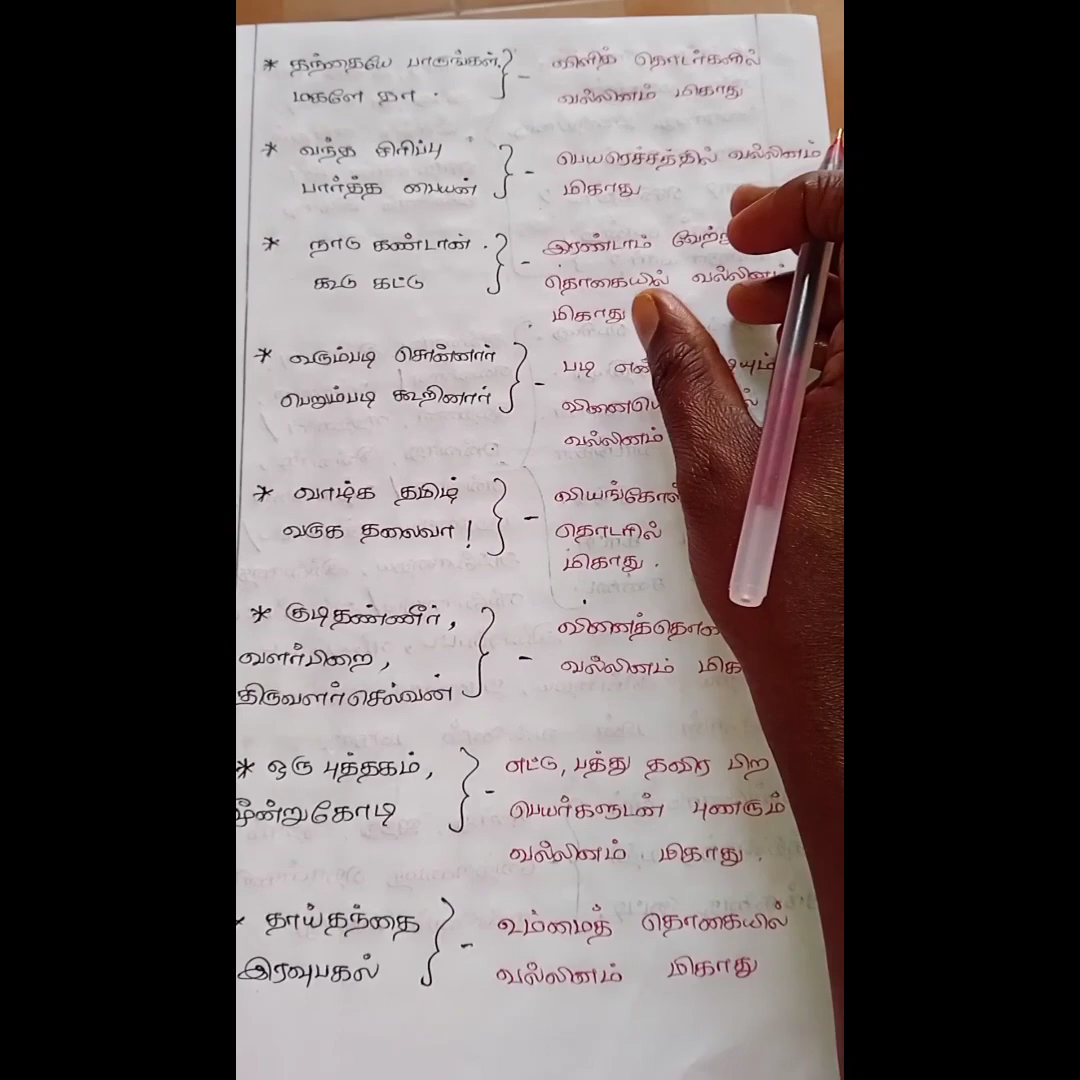 * தந்தையே பாருங்கள். } - விளித் தொடர்களில்
மகளே தா . வல்லினம் மிகாது
* வந்த சிரிப்பு } - பெயரெச்சத்தில் வல்லினம்
பார்த்த பையன் மிகாது
* நாடு கண்டான் . } - இரண்டாம்
கூடு கட்டு தொகையில் வல்லினம்
மிகாது
* வரும்படி சொன்னார் } - படி
பெறும்படி கூறினார்
வல்லினம்
* வாழ்க தமிழ் } -
வருக தலைவா ! தொடரில்
மிகாது .
* குடிதண்ணீர் , } -
வளர்பிறை , வல்லினம்
திருவளர்செல்வன்
* ஒரு புத்தகம் , } - எட்டு , பத்து தவிர பிற
மூன்றுகோடி பெயர்களுடன் புணரும்
வல்லினம் மிகாது .
* தாய்தந்தை } - உம்மைத் தொகையில்
இரவுபகல் வல்லினம் மிகாது